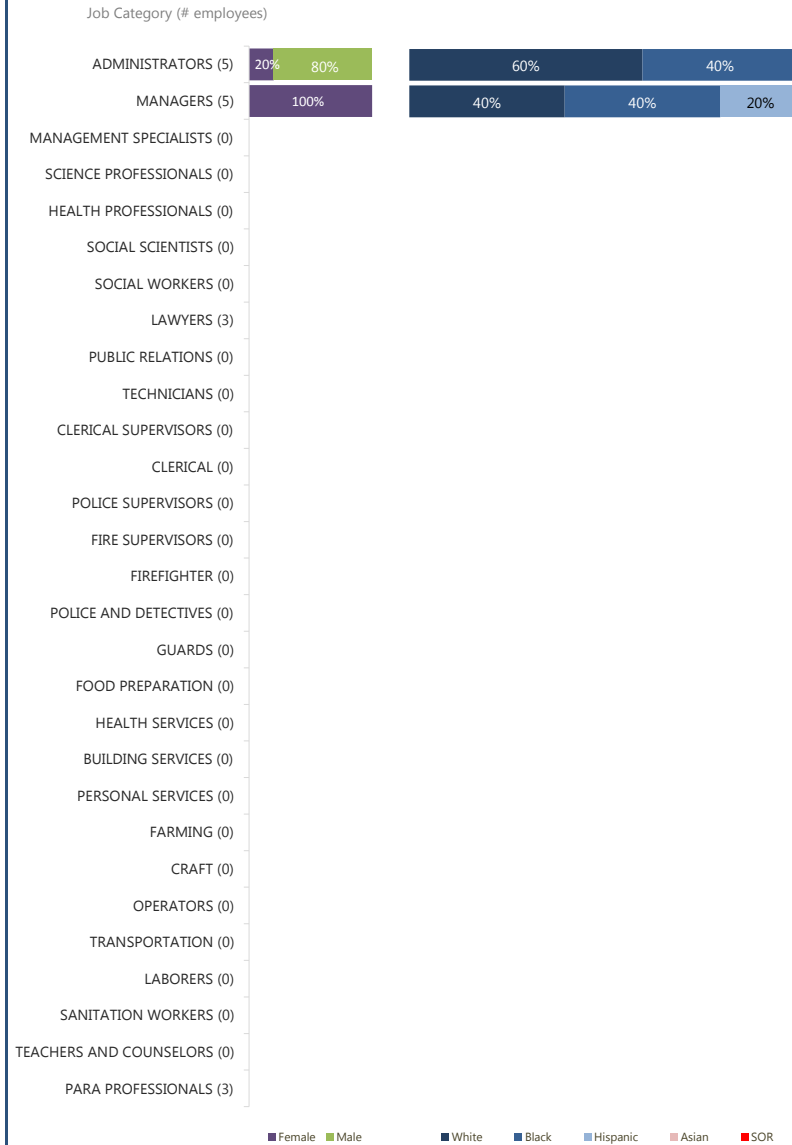 Job Category (# employees)
ADMINISTRATORS (5) 20% 80% 60% 40%
MANAGERS (5) 100% 40% 40% 20%
MANAGEMENT SPECIALISTS (0)
SCIENCE PROFESSIONALS (0)
HEALTH PROFESSIONALS (0)
SOCIAL SCIENTISTS (0)
SOCIAL WORKERS (0)
LAWYERS (3)
PUBLIC RELATIONS (0)
TECHNICIANS (0)
CLERICAL SUPERVISORS (0)
CLERICAL (0)
POLICE SUPERVISORS (0)
FIRE SUPERVISORS (0)
FIREFIGHTER (0)
POLICE AND DETECTIVES (0)
GUARDS (0)
FOOD PREPARATION (0)
HEALTH SERVICES (0)
BUILDING SERVICES (0)
PERSONAL SERVICES (0)
FARMING (0)
CRAFT (0)
OPERATORS (0)
TRANSPORTATION (0)
LABORERS (0)
SANITATION WORKERS (0)
TEACHERS AND COUNSELORS (0)
PARA PROFESSIONALS (3)
Female Male White Black Hispanic Asian SOR